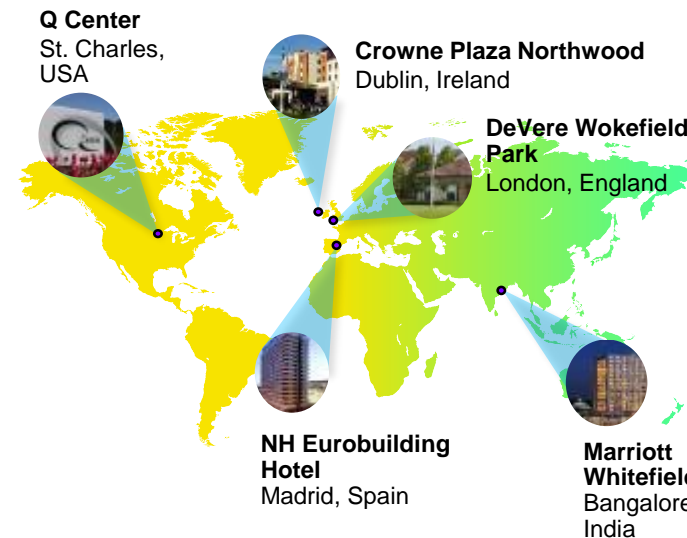 Q Center
St. Charles,
USA
Crowne Plaza Northwood
Dublin, Ireland
DeVere Wokefield
Park
London, England
NH Eurobuilding
Hotel
Madrid, Spain
Marriott
Whitefield
Bangalore
India